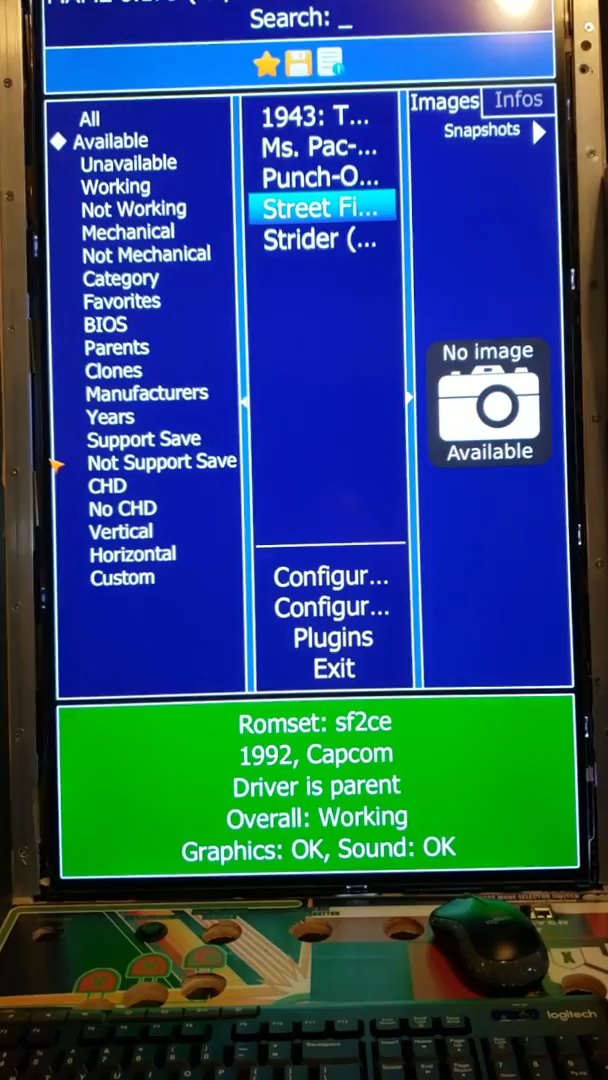 Search: _
All
Available
Unavailable
Working
Not Working
Mechanical
Not Mechanical
Category
Favorites
BIOS
Parents
Clones
Manufacturers
Years
Support Save
Not Support Save
CHD
No CHD
Vertical
Horizontal
Custom
1943: T...
Ms. Pac-...
Punch-O...
Street Fi...
Strider (...
Configur...
Configur...
Plugins
Exit
Images
Infos
Snapshots
No image
Available
Romset: sf2ce
1992, Capcom
Driver is parent
Overall: Working
Graphics: OK, Sound: OK
logitech